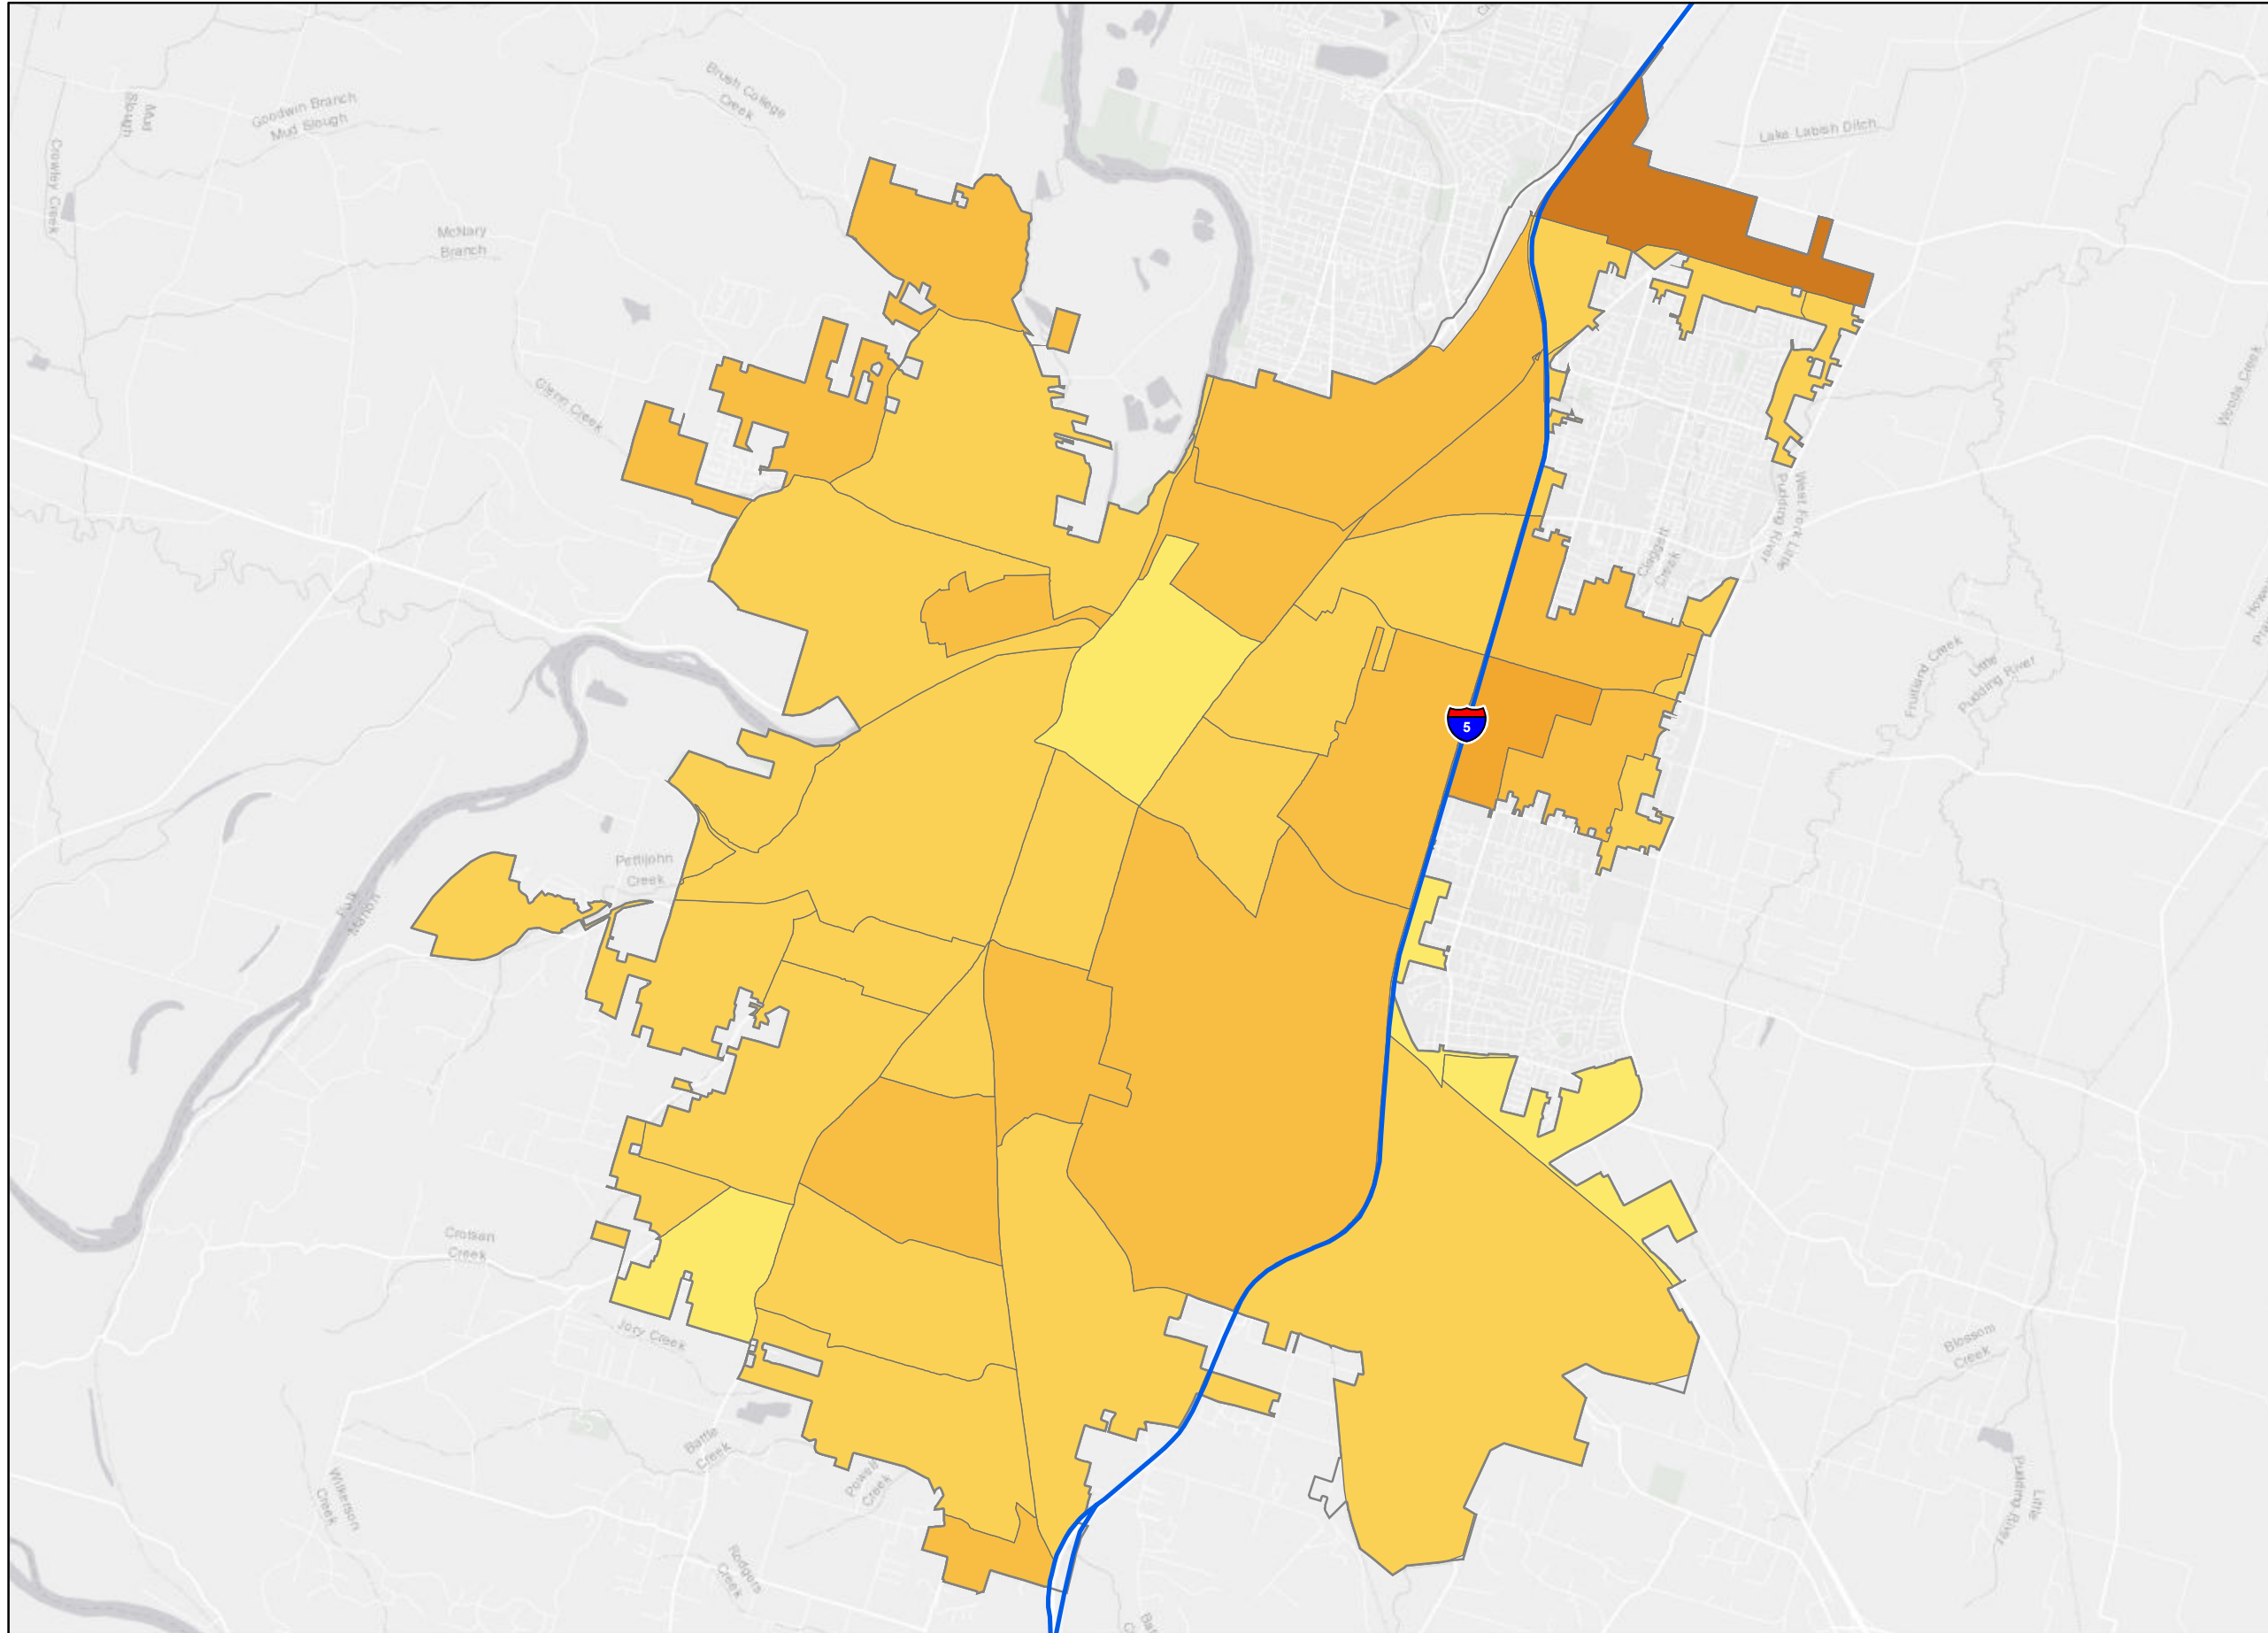 Brush College
Creek
Goodwin Branch
Mud Slough
Mud
Slough
Crowley Creek
Lake Labish Ditch
McNary
Branch
Glenn Creek
Woods Creek
West Fork Little
Pudding River
Claggett
Creek
Fruitland Creek
Little
Pudding River
5
Pettijohn
Creek
Croisan
Creek
Jory Creek
Battle
Creek
Powell
Creek
Wilkerson
Creek
Rodgers
Creek
Blossom
Creek
Little
Pudding River